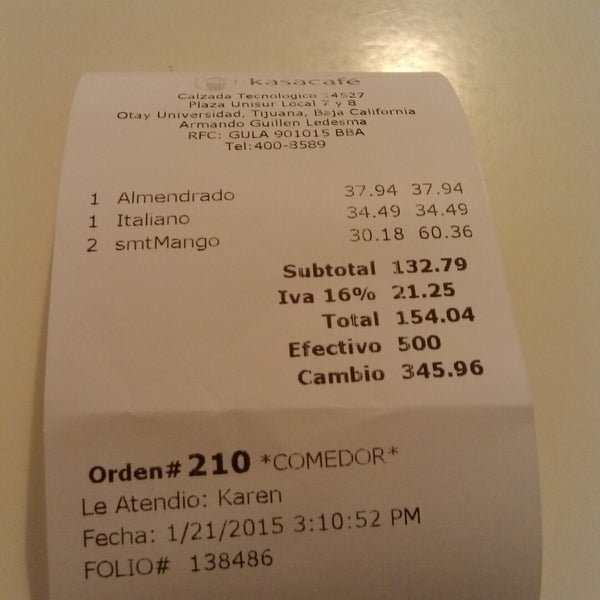 kasacafé
Calzada Tecnologico 14527
Plaza Unisur Local 7 y 8
Otay Universidad, Tijuana, Baja California
Armando Guillen Ledesma
RFC: GULA 901015 BBA
Tel:400-8589
1 Almendrado 37.94 37.94
1 Italiano 34.49 34.49
2 smtMango 30.18 60.36
Subtotal 132.79
Iva 16% 21.25
Total 154.04
Efectivo 500
Cambio 345.96
Orden# 210 *COMEDOR*
Le Atendio: Karen
Fecha: 1/21/2015 3:10:52 PM
FOLIO# 138486